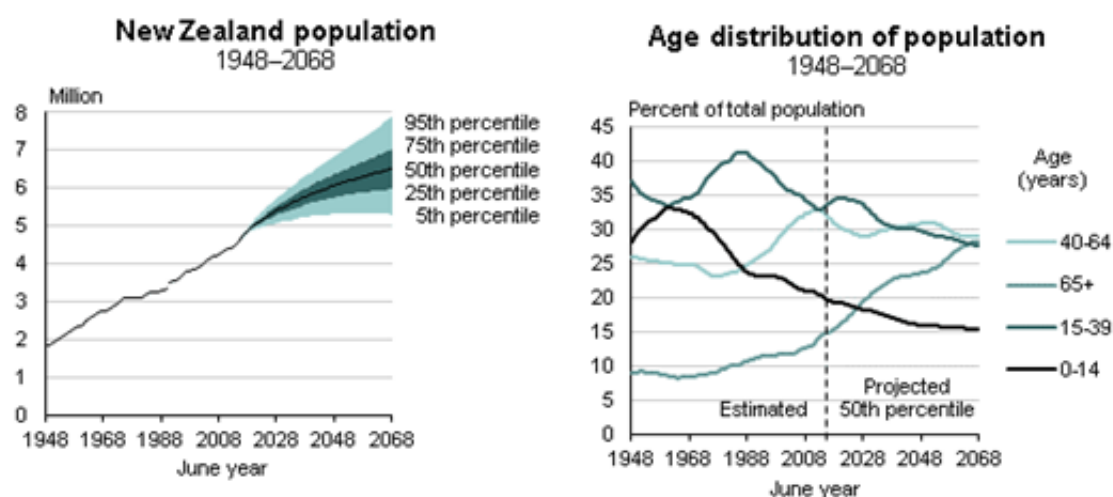 New Zealand population
1948–2068
Million
8
7
6
5
4
3
2
1
0
95th percentile
75th percentile
50th percentile
25th percentile
5th percentile
1948 1968 1988 2008 2028 2048 2068
June year
Age distribution of population
1948–2068
Percent of total population
45
40
35
30
25
20
15
10
5
0
Estimated
Projected
50th percentile
1948 1968 1988 2008 2028 2048 2068
June year
Age
(years)
40-64
65+
15-39
0-14